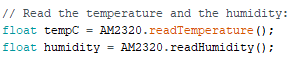 // Read the temperature and the humidity:
float tempC = AM2320.readTemperature();
float humidity = AM2320.readHumidity();